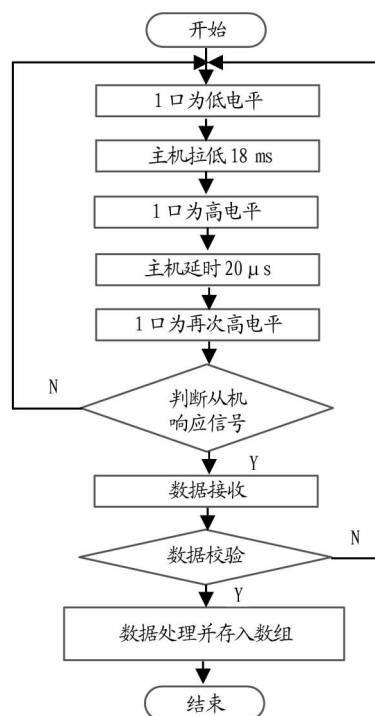 开始
1口为低电平
主机拉低18 ms
1口为高电平
主机延时20μs
1口为再次高电平
N
判断从机
响应信号
Y
数据接收
N
数据校验
Y
数据处理并存入数组
结束